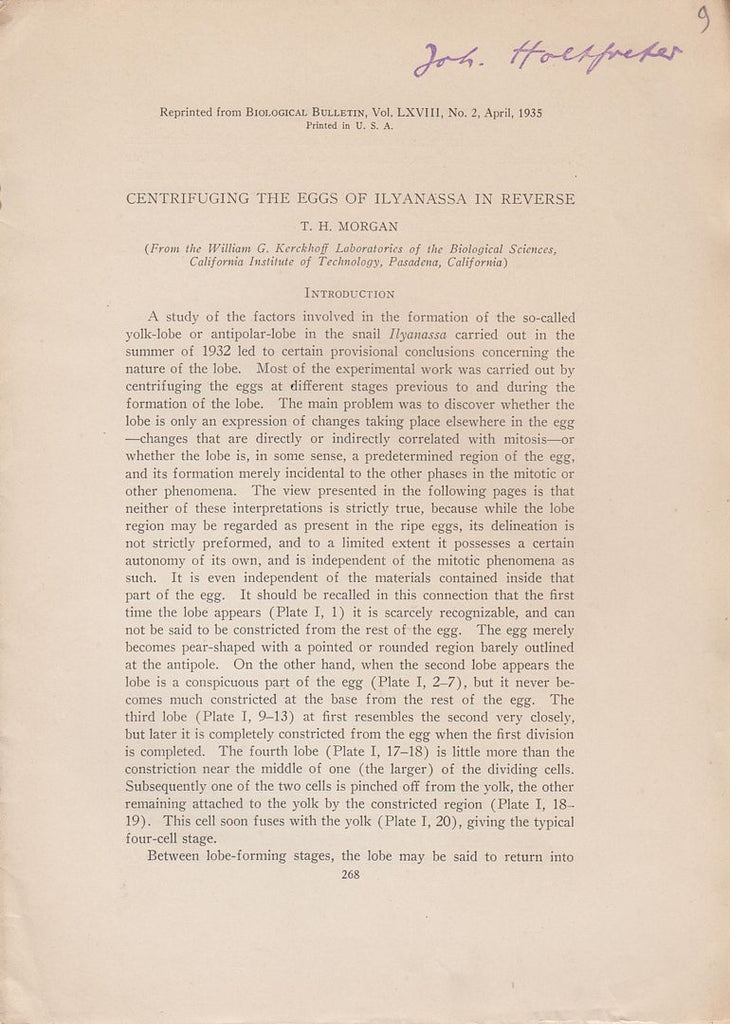 9
Joh. Holtfreter
Reprinted from BIOLOGICAL BULLETIN, Vol. LXVIII, No. 2, April, 1935
Printed in U. S. A.
CENTRIFUGING THE EGGS OF ILYANASSA IN REVERSE
T. H. MORGAN
(From the William G. Kerckhoff Laboratories of the Biological Sciences,
California Institute of Technology, Pasadena, California)
INTRODUCTION
A study of the factors involved in the formation of the so-called
yolk-lobe or antipolar-lobe in the snail Ilyanassa carried out in the
summer of 1932 led to certain provisional conclusions concerning the
nature of the lobe. Most of the experimental work was carried out by
centrifuging the eggs at different stages previous to and during the
formation of the lobe. The main problem was to discover whether the
lobe is only an expression of changes taking place elsewhere in the egg
—changes that are directly or indirectly correlated with mitosis—or
whether the lobe is, in some sense, a predetermined region of the egg,
and its formation merely incidental to the other phases in the mitotic or
other phenomena. The view presented in the following pages is that
neither of these interpretations is strictly true, because while the lobe
region may be regarded as present in the ripe eggs, its delineation is
not strictly preformed, and to a limited extent it possesses a certain
autonomy of its own, and is independent of the mitotic phenomena as
such. It is even independent of the materials contained inside that
part of the egg. It should be recalled in this connection that the first
time the lobe appears (Plate I, 1) it is scarcely recognizable, and can
not be said to be constricted from the rest of the egg. The egg merely
becomes pear-shaped with a pointed or rounded region barely outlined
at the antipole. On the other hand, when the second lobe appears the
lobe is a conspicuous part of the egg (Plate I, 2–7), but it never be-
comes much constricted at the base from the rest of the egg. The
third lobe (Plate I, 9–13) at first resembles the second very closely,
but later it is completely constricted from the egg when the first division
is completed. The fourth lobe (Plate I, 17–18) is little more than the
constriction near the middle of one (the larger) of the dividing cells.
Subsequently one of the two cells is pinched off from the yolk, the other
remaining attached to the yolk by the constricted region (Plate I, 18–
19). This cell soon fuses with the yolk (Plate I, 20), giving the typical
four-cell stage.
Between lobe-forming stages, the lobe may be said to return into
268